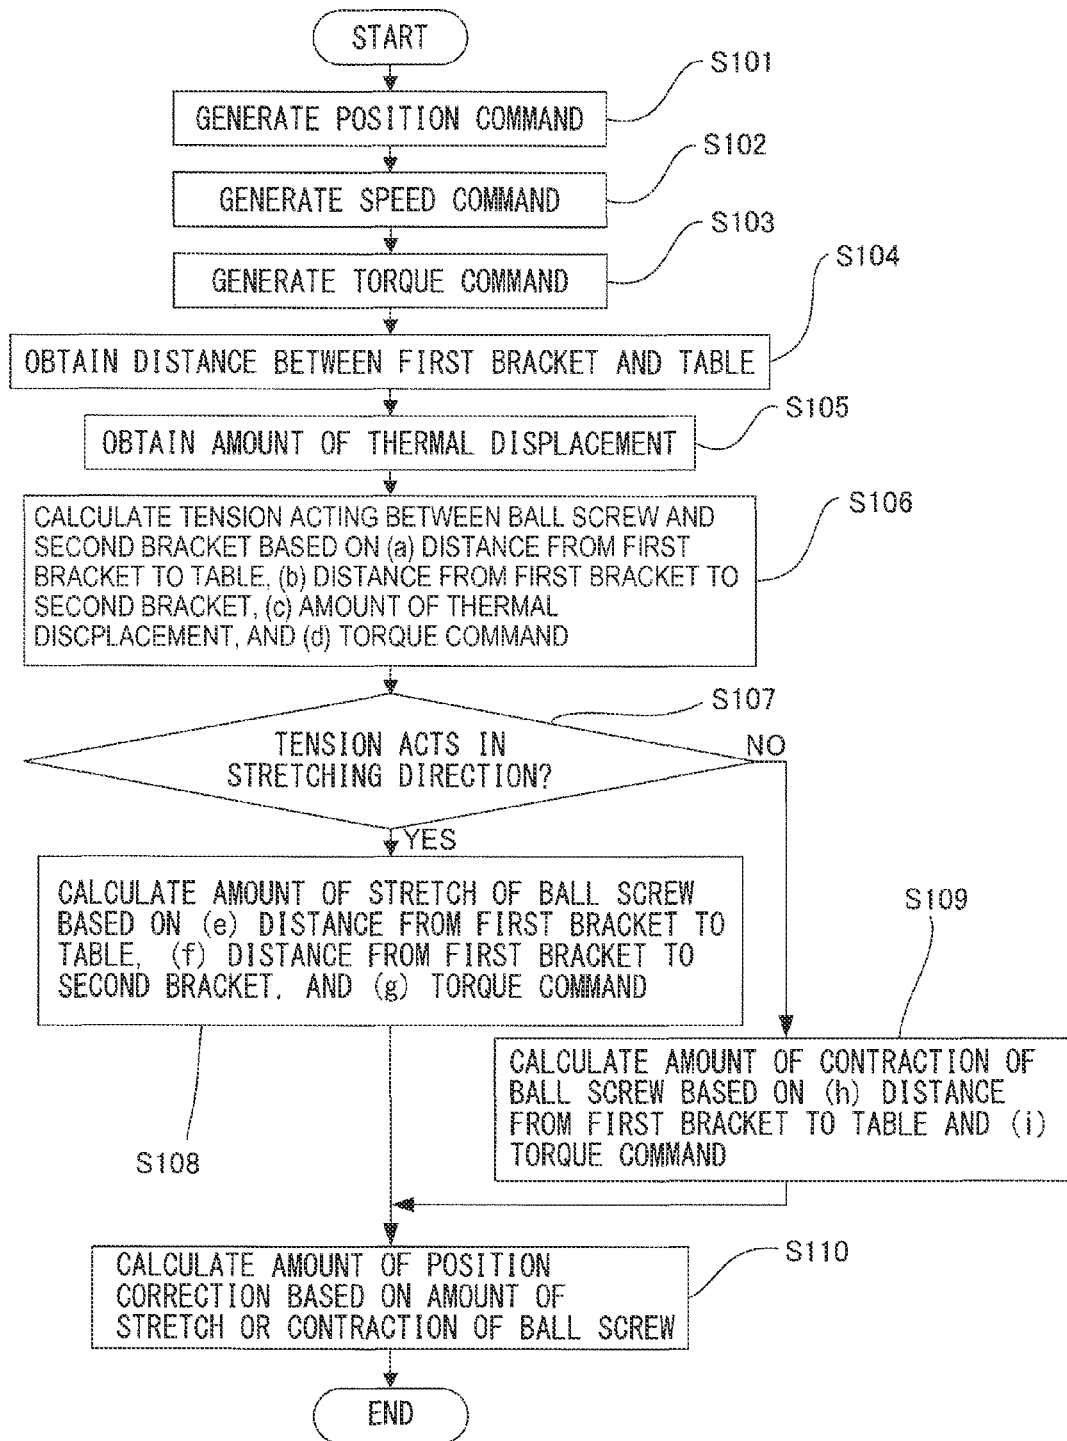 START
S101
GENERATE POSITION COMMAND
S102
GENERATE SPEED COMMAND
S103
GENERATE TORQUE COMMAND
S104
OBTAIN DISTANCE BETWEEN FIRST BRACKET AND TABLE
S105
OBTAIN AMOUNT OF THERMAL DISPLACEMENT
S106
CALCULATE TENSION ACTING BETWEEN BALL SCREW AND
SECOND BRACKET BASED ON (a) DISTANCE FROM FIRST
BRACKET TO TABLE, (b) DISTANCE FROM FIRST BRACKET TO
SECOND BRACKET, (c) AMOUNT OF THERMAL
DISCPLACEMENT, AND (d) TORQUE COMMAND
S107
TENSION ACTS IN
STRETCHING DIRECTION?
NO
YES
CALCULATE AMOUNT OF STRETCH OF BALL SCREW
BASED ON (e) DISTANCE FROM FIRST BRACKET TO
TABLE, (f) DISTANCE FROM FIRST BRACKET TO
SECOND BRACKET, AND (g) TORQUE COMMAND
S108
S109
CALCULATE AMOUNT OF CONTRACTION OF
BALL SCREW BASED ON (h) DISTANCE
FROM FIRST BRACKET TO TABLE AND (i)
TORQUE COMMAND
S110
CALCULATE AMOUNT OF POSITION
CORRECTION BASED ON AMOUNT OF
STRETCH OR CONTRACTION OF BALL SCREW
END